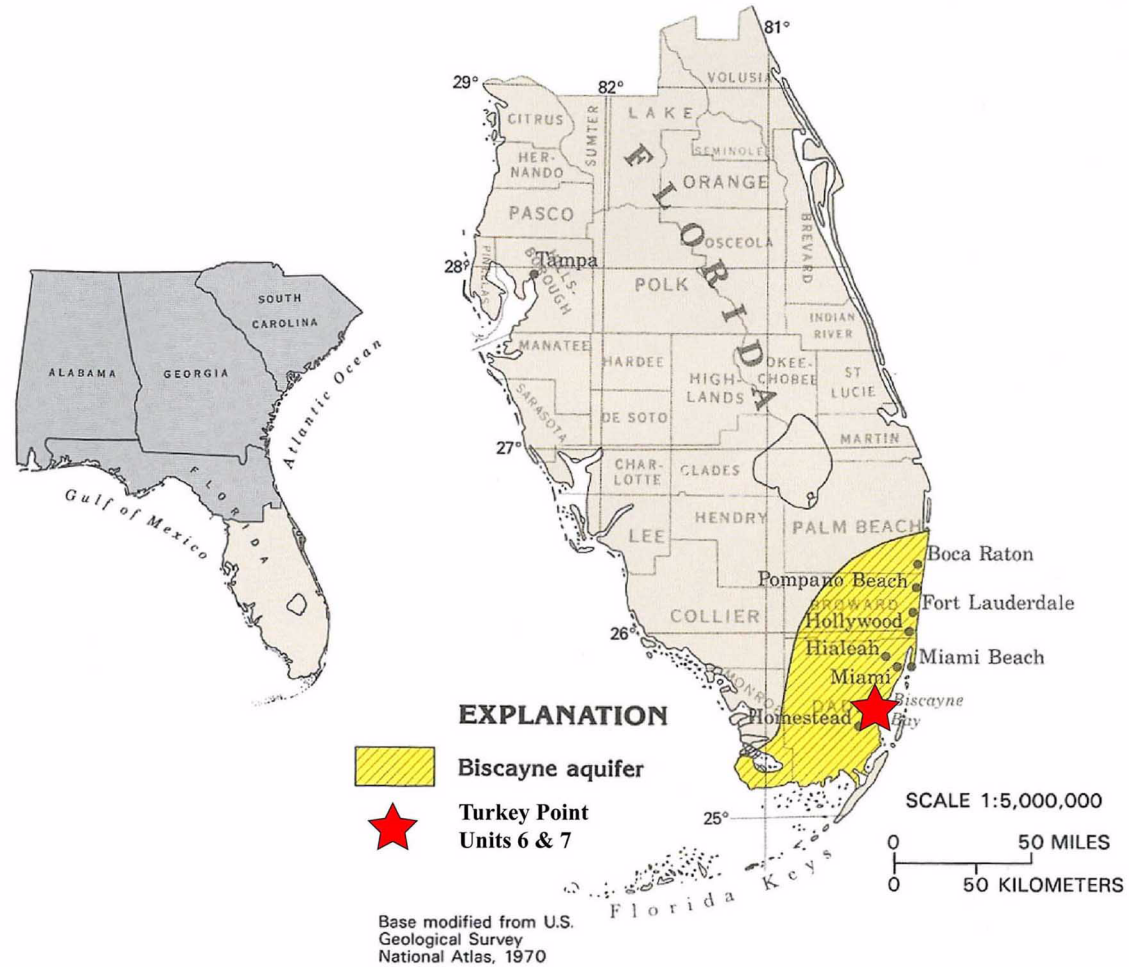 81°
29°
82°
VOLUSIA
CITRUS
SUMTER
LAKE
SEMINOLE
HER-
NANDO
ORANGE
FLORIDA
PASCO
OSCEOLA
BREVARD
28°
PINELLAS
HILLS-
BOROUGH
Tampa
POLK
INDIAN
RIVER
MANATEE
HARDEE
HIGH-
LANDS
OKEE-
CHOBEE
ST
LUCIE
SARASOTA
DE SOTO
MARTIN
27°
CHAR-
LOTTE
GLADES
LEE
HENDRY
PALM BEACH
Boca Raton
Pompano Beach
BROWARD
Fort Lauderdale
COLLIER
Hollywood
26°
Hialeah
Miami Beach
Miami
MONROE
DAD
Biscayne
Bay
Homestead
25°
Florida Keys
SOUTH
CAROLINA
ALABAMA
GEORGIA
Atlantic Ocean
FLORIDA
Gulf of Mexico
EXPLANATION
Biscayne aquifer
Turkey Point
Units 6 & 7
SCALE 1:5,000,000
0 50 MILES
0 50 KILOMETERS
Base modified from U.S.
Geological Survey
National Atlas, 1970